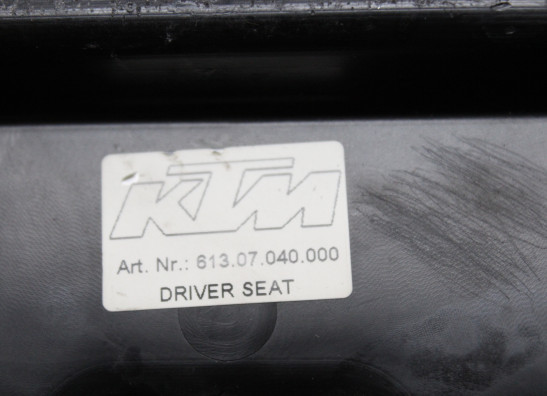 KTM
Art. Nr.: 613.07.040.000
DRIVER SEAT